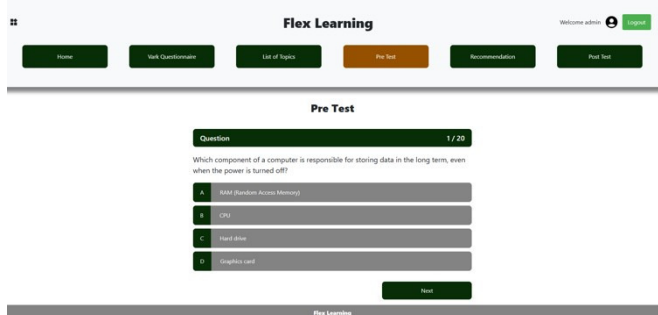 Flex Learning
Welcome admin
Logout
Home
Vark Questionnaire
List of Topics
Pre Test
Recommendation
Post Test
Pre Test
Question 1 / 20
Which component of a computer is responsible for storing data in the long term, even
when the power is turned off?
A RAM (Random Access Memory)
B CPU
C Hard drive
D Graphics card
Next
Flex Learning